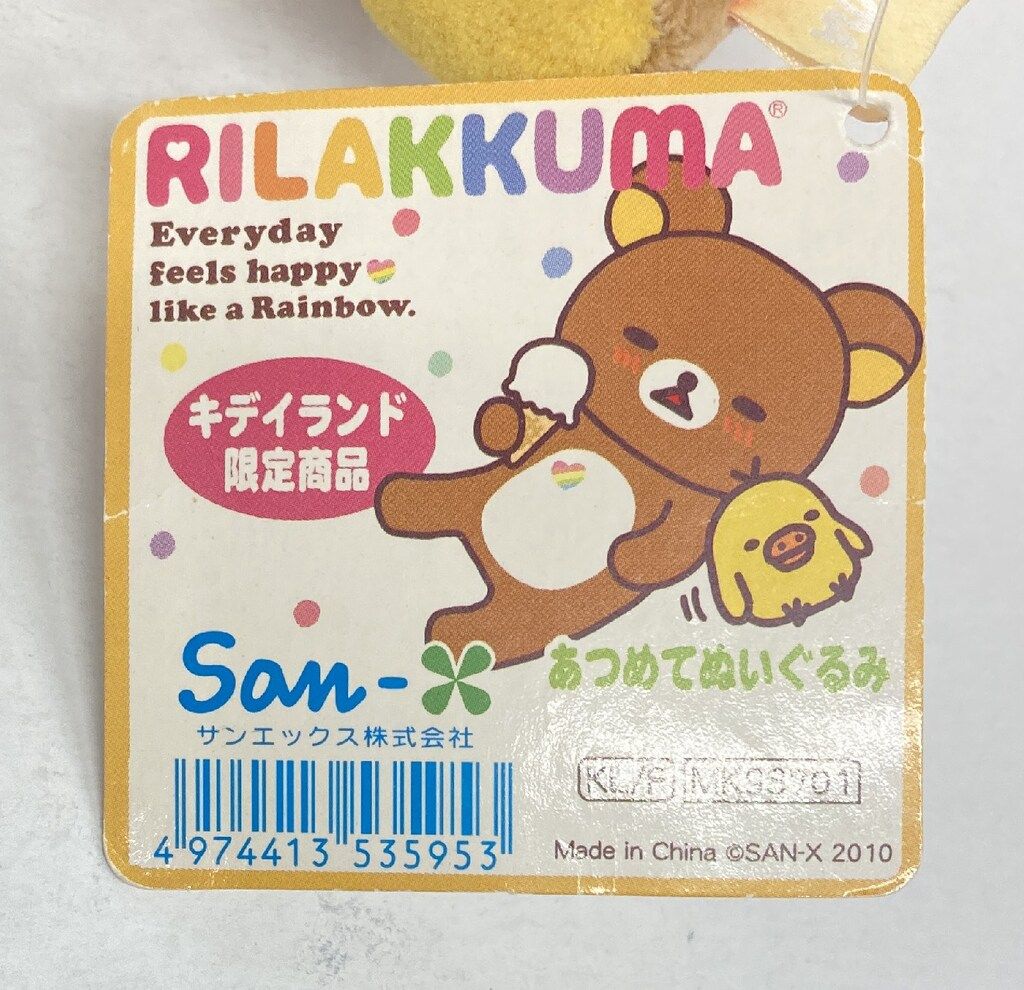 RILAKKUMA®
Everyday
feels happy
like a Rainbow.
キデイランド
限定商品
San-X
サンエックス株式会社
あつめてぬいぐるみ
KL/F MK98701
4 974413 535953
Made in China ©SAN-X 2010